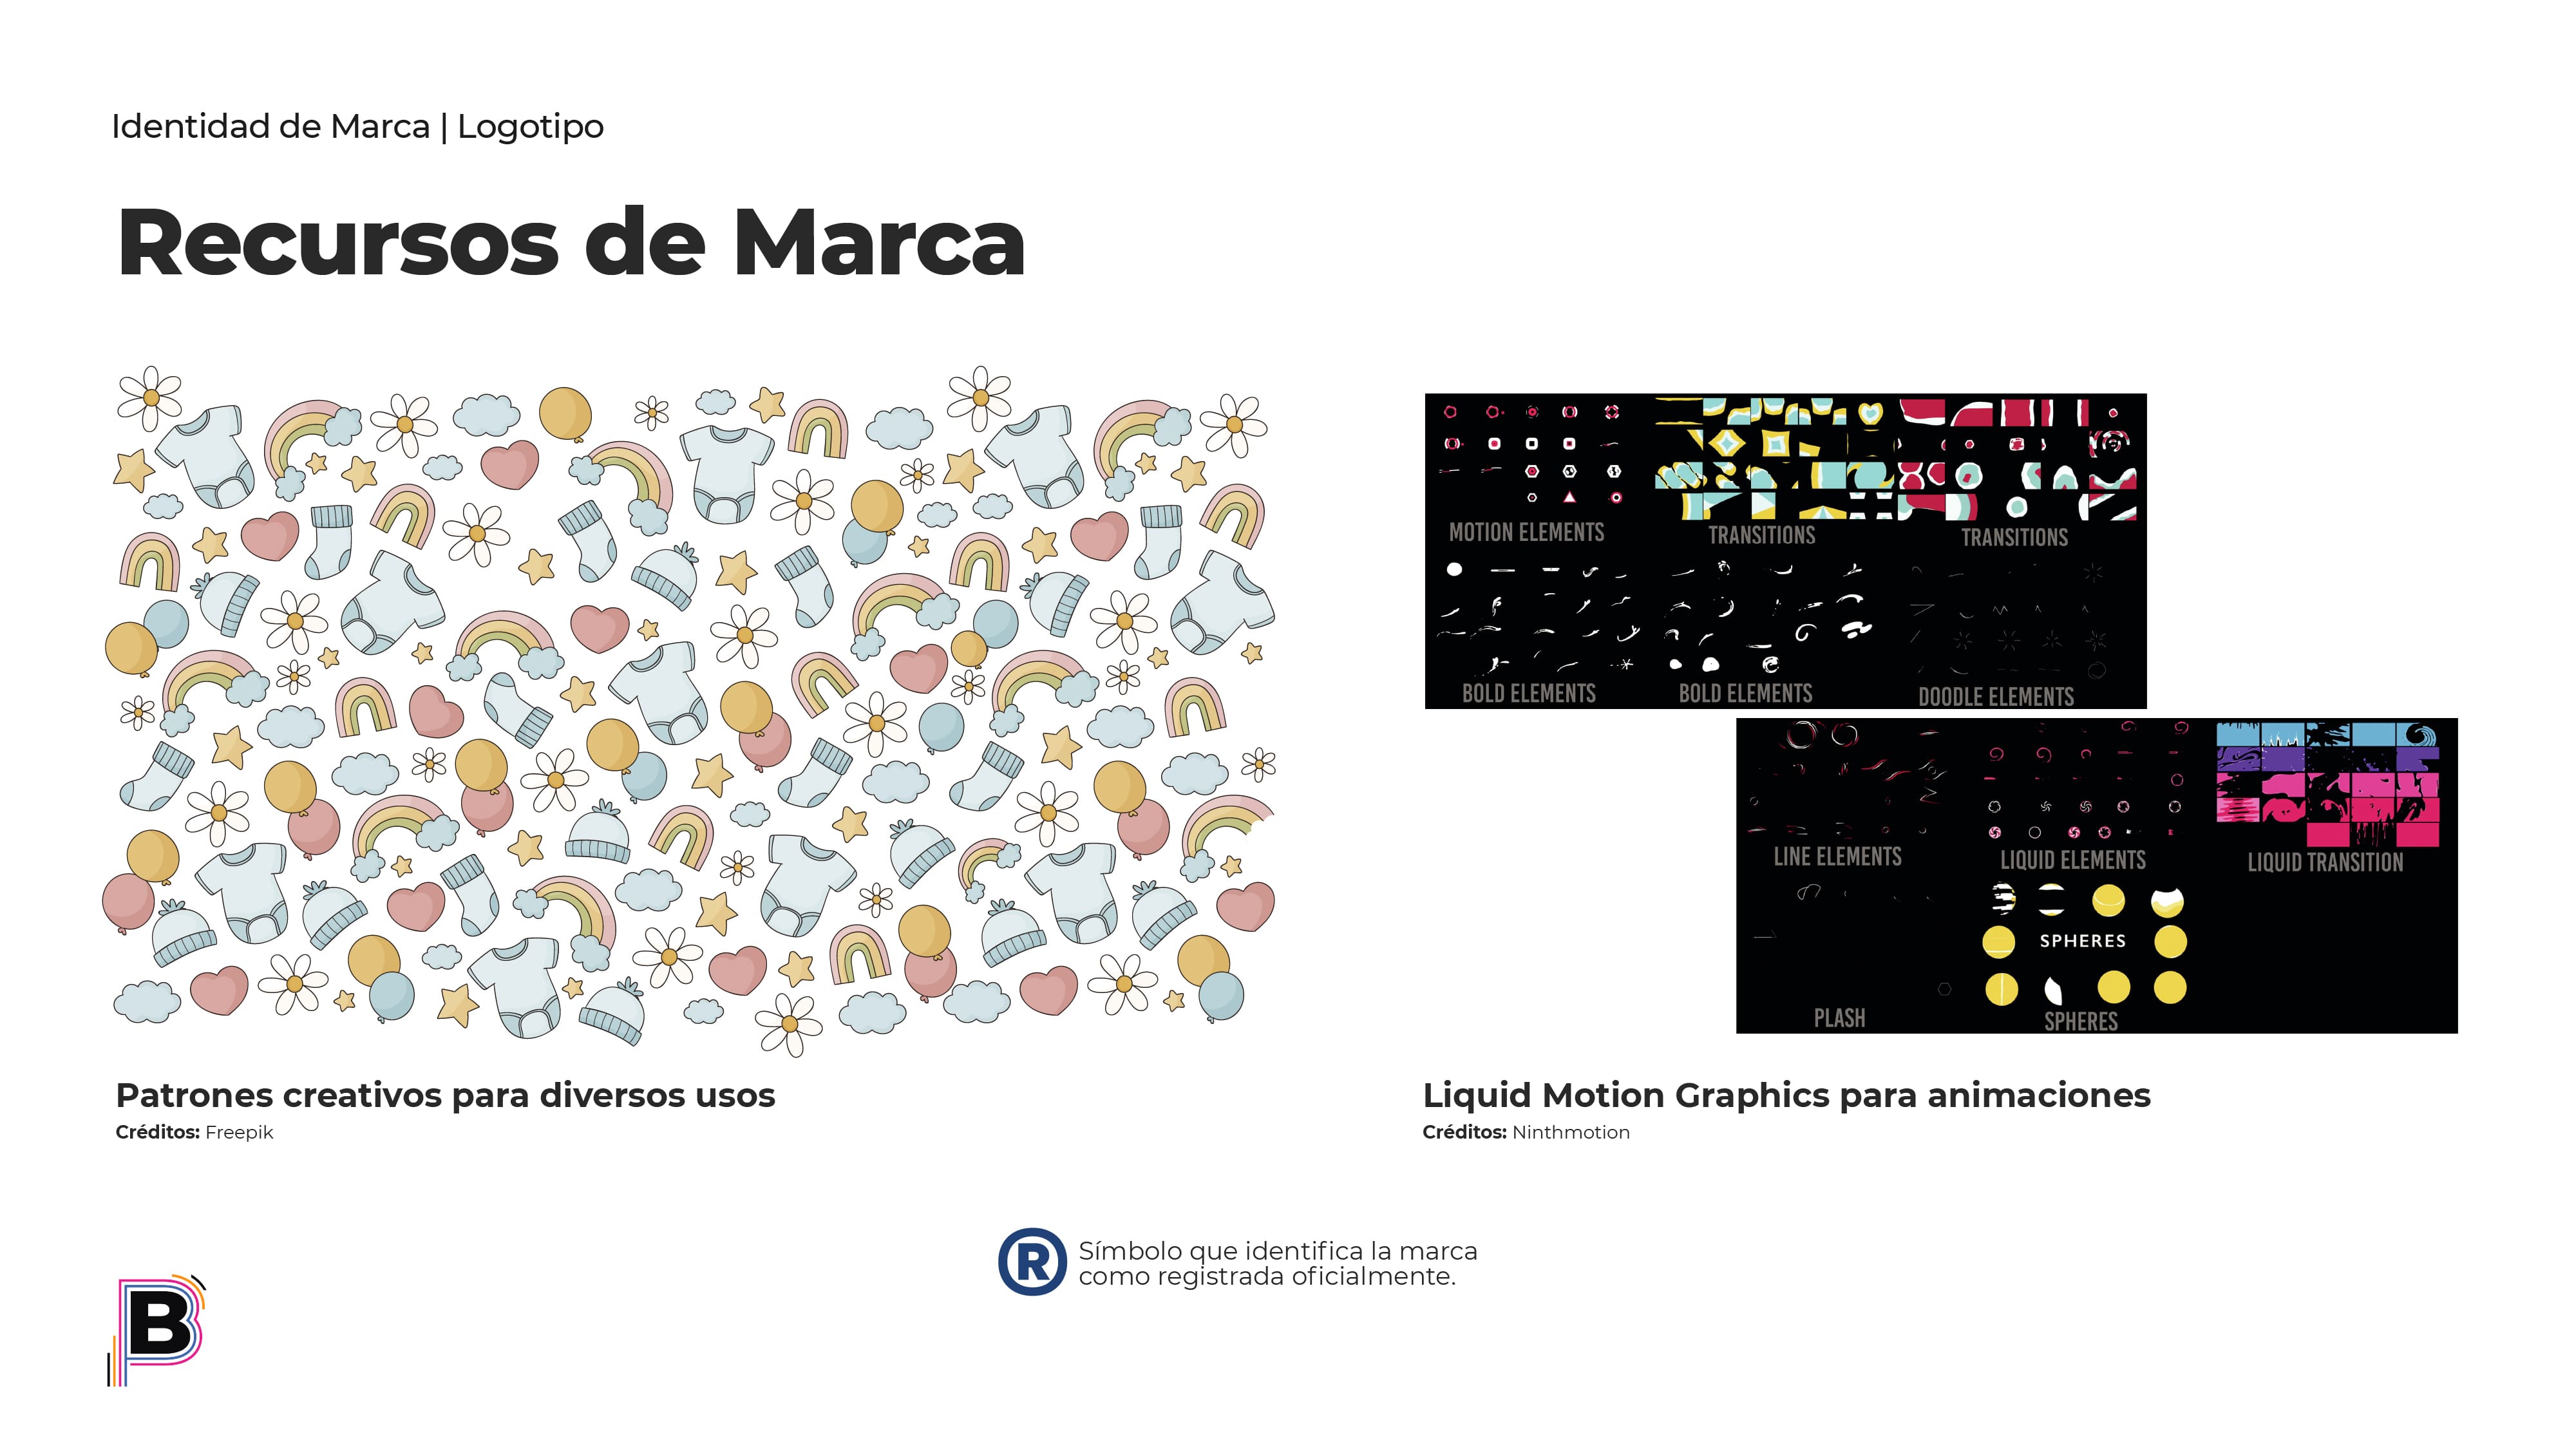 Identidad de Marca | Logotipo
Recursos de Marca
MOTION ELEMENTS
TRANSITIONS
TRANSITIONS
BOLD ELEMENTS
BOLD ELEMENTS
DOODLE ELEMENTS
LINE ELEMENTS
LIQUID ELEMENTS
LIQUID TRANSITION
SPHERES
PLASH
SPHERES
Patrones creativos para diversos usos
Créditos: Freepik
Liquid Motion Graphics para animaciones
Créditos: Ninthmotion
® Símbolo que identifica la marca
como registrada oficialmente.
B